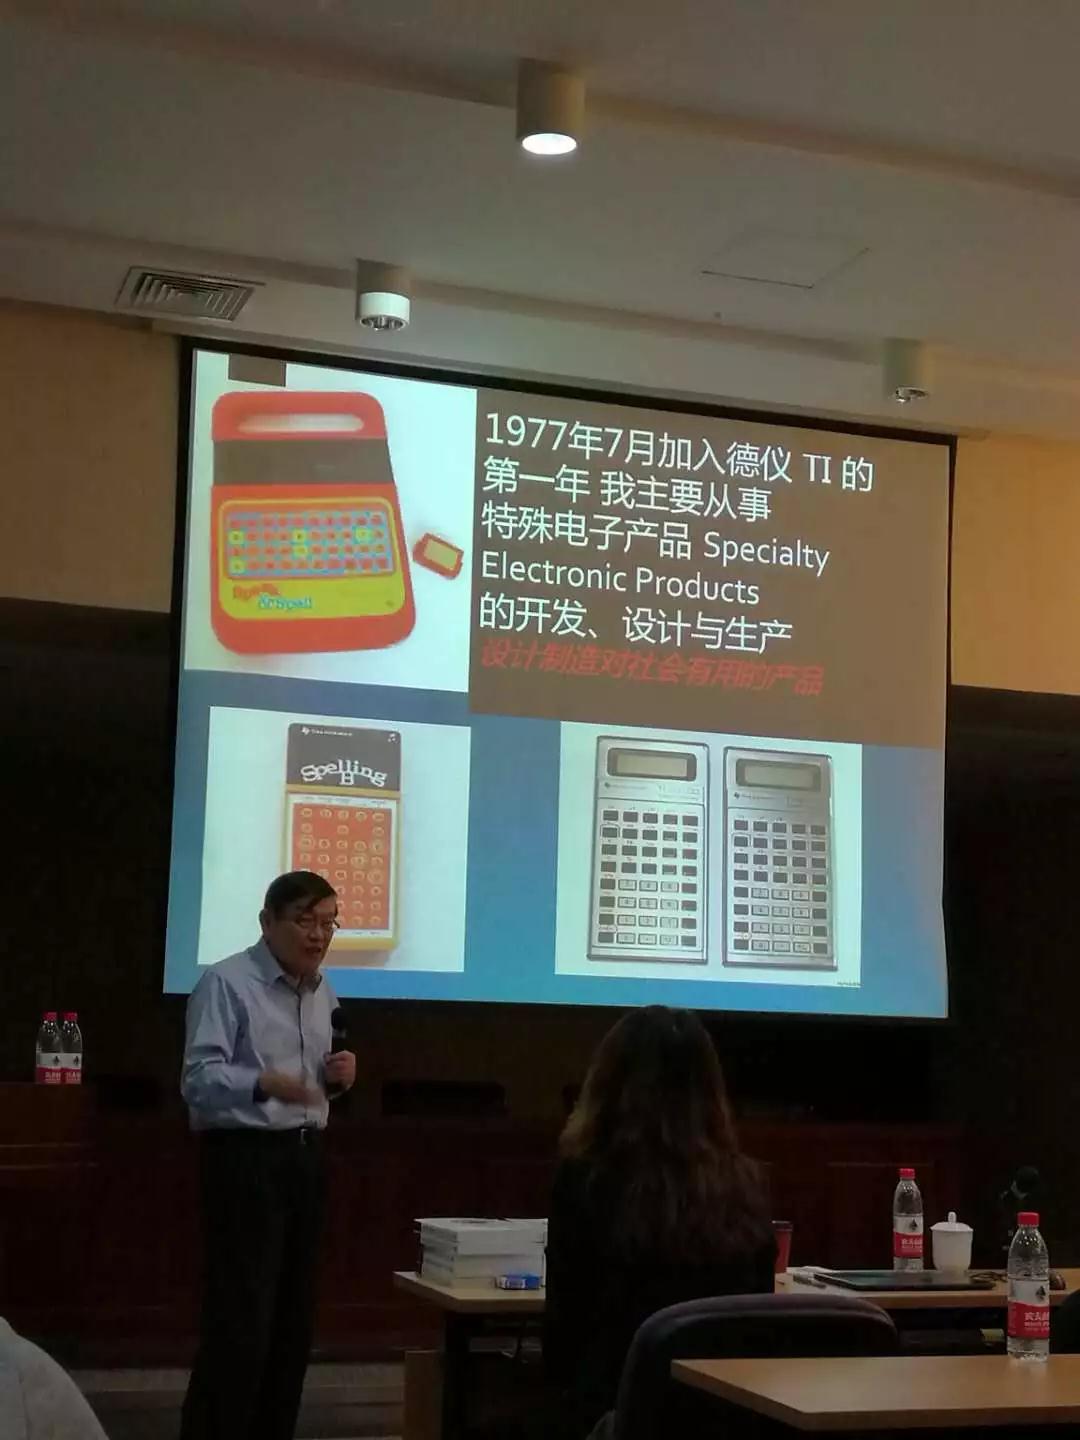 1977年7月加入德仪 TI 的
第一年 我主要从事
特殊电子产品 Specialty
Electronic Products
的开发、设计与生产
设计制造对社会有用的产品
Speak
& Spell
Texas Instruments
Spelling
B